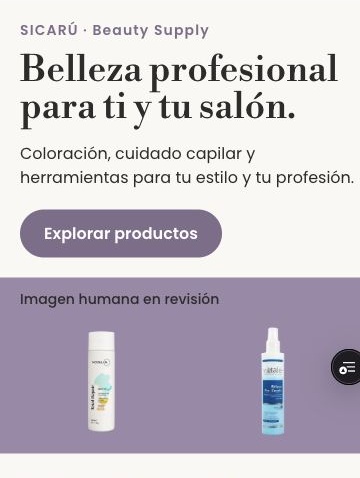 SICARÚ · Beauty Supply
Belleza profesional
para ti y tu salón.
Coloración, cuidado capilar y
herramientas para tu estilo y tu profesión.
Explorar productos
Imagen humana en revisión